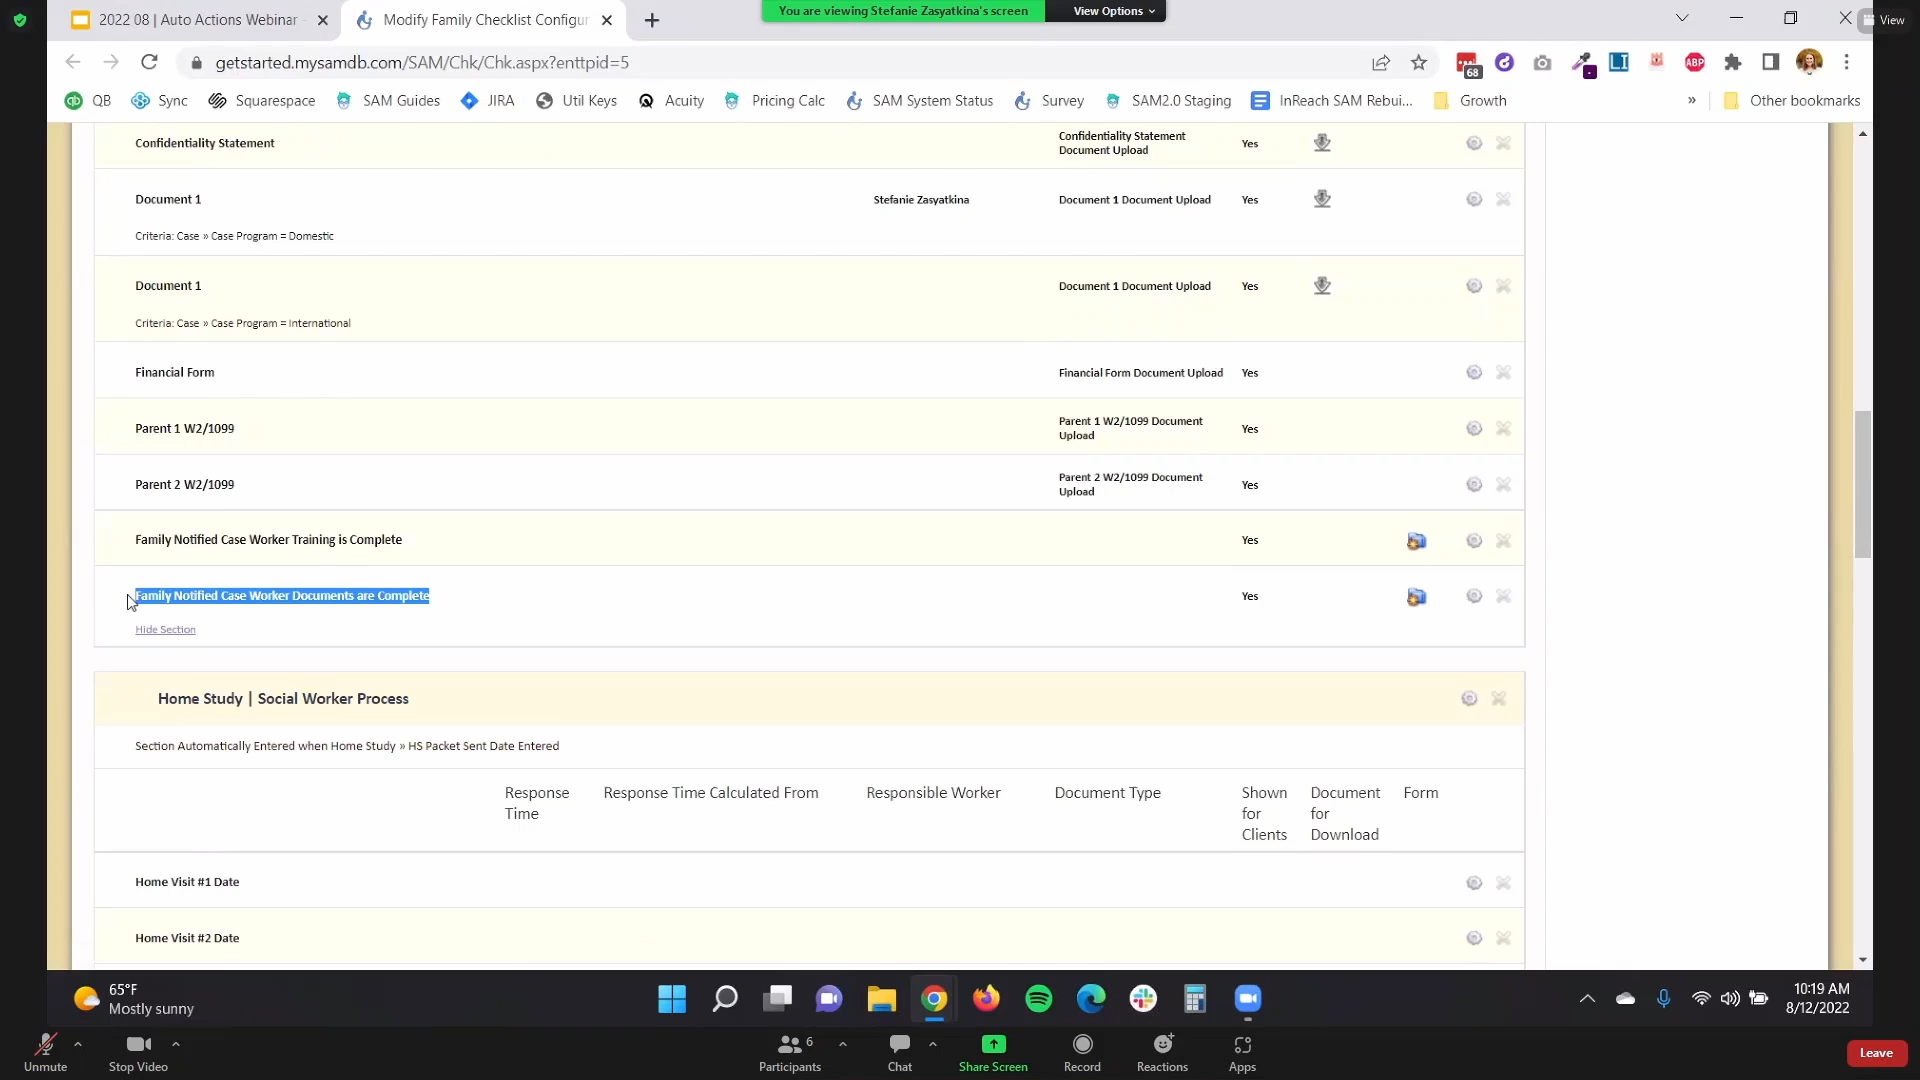 2022 08 | Auto Actions Webinar
Modify Family Checklist Configur
You are viewing Stefanie Zasyatkina's screen
View Options
View
getstarted.mysamdb.com/SAM/Chk/Chk.aspx?enttpid=5
68
ABP
QB
Sync
Squarespace
SAM Guides
JIRA
Util Keys
Acuity
Pricing Calc
SAM System Status
Survey
SAM2.0 Staging
InReach SAM Rebui...
Growth
»
Other bookmarks
Confidentiality Statement
Confidentiality Statement
Document Upload
Yes
Document 1
Stefanie Zasyatkina
Document 1 Document Upload
Yes
Criteria: Case » Case Program = Domestic
Document 1
Document 1 Document Upload
Yes
Criteria: Case » Case Program = International
Financial Form
Financial Form Document Upload
Yes
Parent 1 W2/1099
Parent 1 W2/1099 Document
Upload
Yes
Parent 2 W2/1099
Parent 2 W2/1099 Document
Upload
Yes
Family Notified Case Worker Training is Complete
Yes
Family Notified Case Worker Documents are Complete
Yes
Hide Section
Home Study | Social Worker Process
Section Automatically Entered when Home Study » HS Packet Sent Date Entered
Response
Time
Response Time Calculated From
Responsible Worker
Document Type
Shown
for
Clients
Document
for
Download
Form
Home Visit #1 Date
Home Visit #2 Date
65°F
Mostly sunny
10:19 AM
8/12/2022
Unmute
Stop Video
6
Participants
Chat
Share Screen
Record
Reactions
Apps
Leave